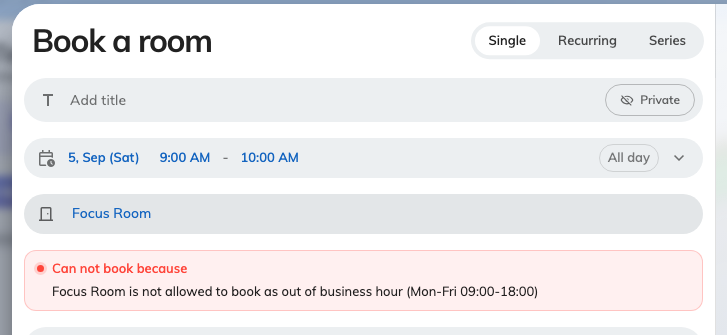 Book a room
Single Recurring Series
Add title
Private
5, Sep (Sat) 9:00 AM - 10:00 AM
All day
Focus Room
Can not book because
Focus Room is not allowed to book as out of business hour (Mon-Fri 09:00-18:00)